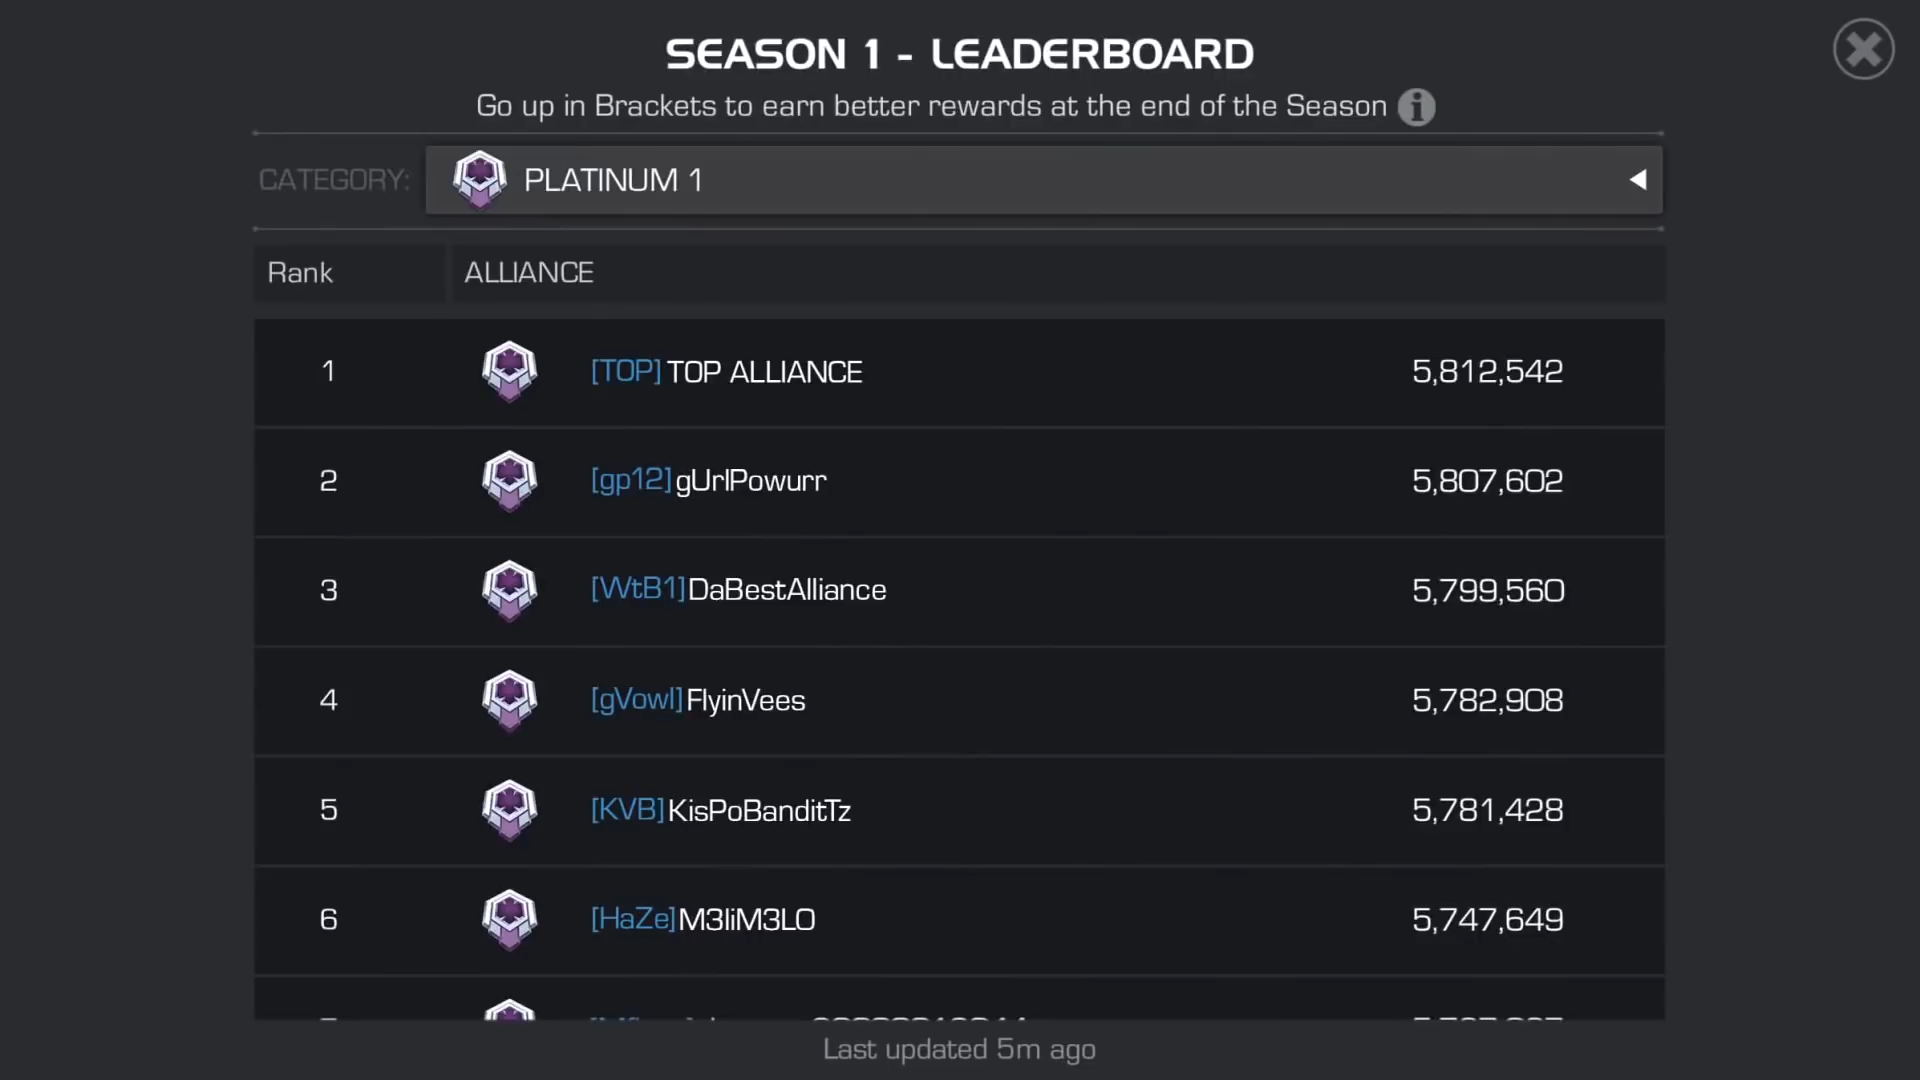 SEASON 1 - LEADERBOARD
Go up in Brackets to earn better rewards at the end of the Season i
CATEGORY: PLATINUM 1
Rank ALLIANCE
1 [TOP] TOP ALLIANCE 5,812,542
2 [gp12] gUrlPowurr 5,807,602
3 [WtB1] DaBestAlliance 5,799,560
4 [gVowl] FlyinVees 5,782,908
5 [KVB] KisPoBanditTz 5,781,428
6 [HaZe] M3liM3LO 5,747,649
Last updated 5m ago